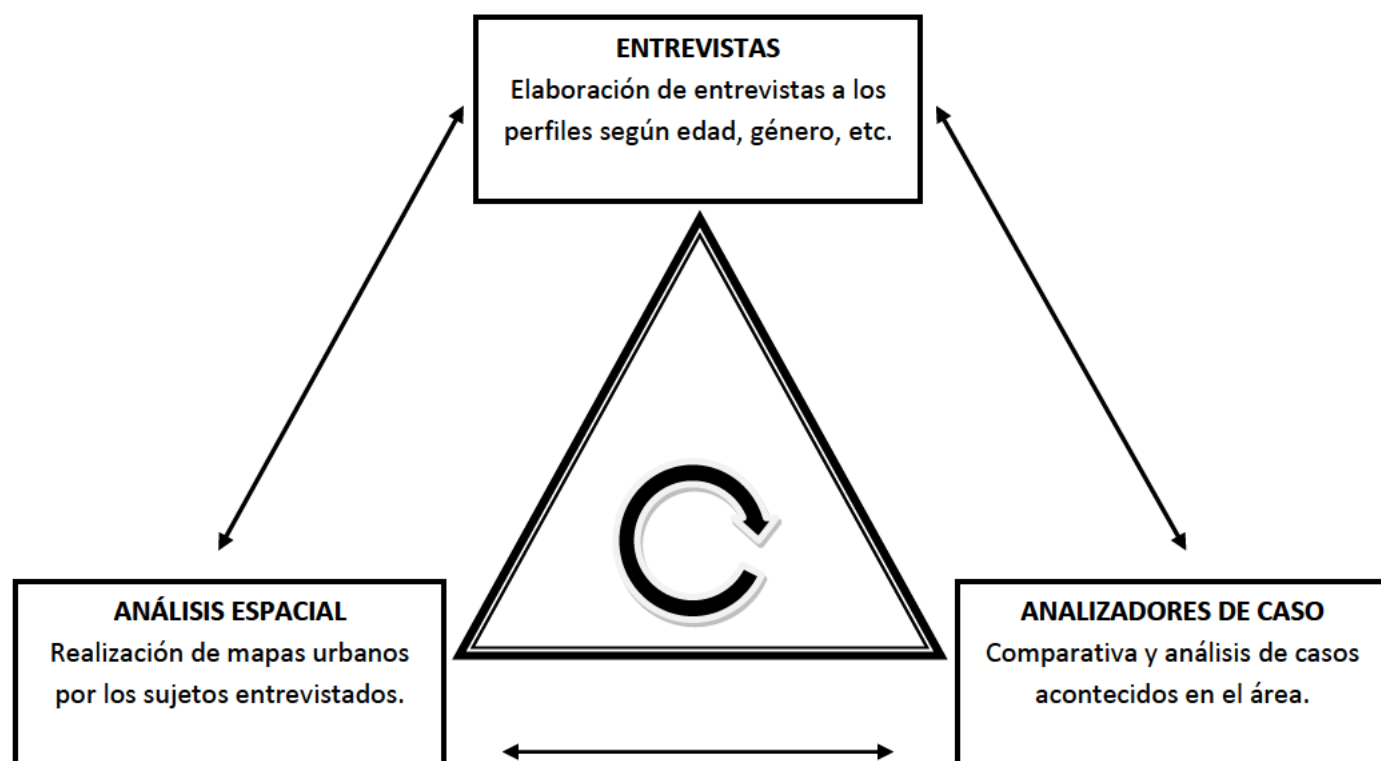 ENTREVISTAS
Elaboración de entrevistas a los
perfiles según edad, género, etc.
ANÁLISIS ESPACIAL
Realización de mapas urbanos
por los sujetos entrevistados.
ANALIZADORES DE CASO
Comparativa y análisis de casos
acontecidos en el área.